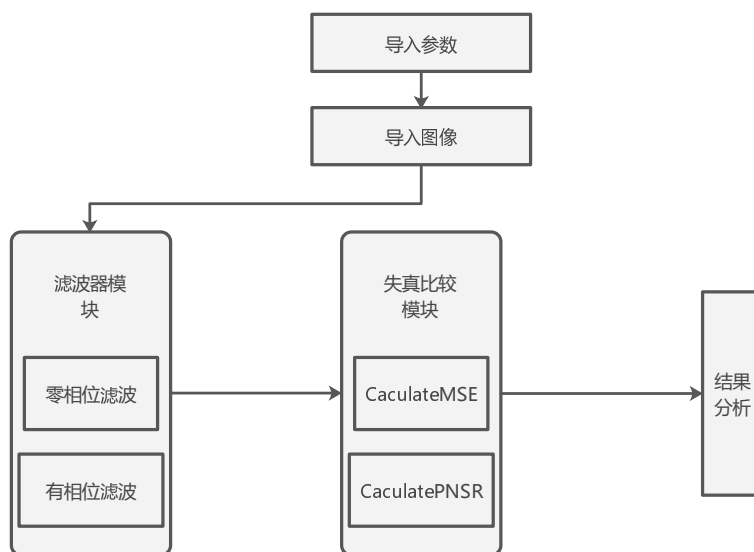 导入参数
导入图像
滤波器模
块
零相位滤波
有相位滤波
失真比较
模块
CaculateMSE
CaculatePNSR
结果
分析